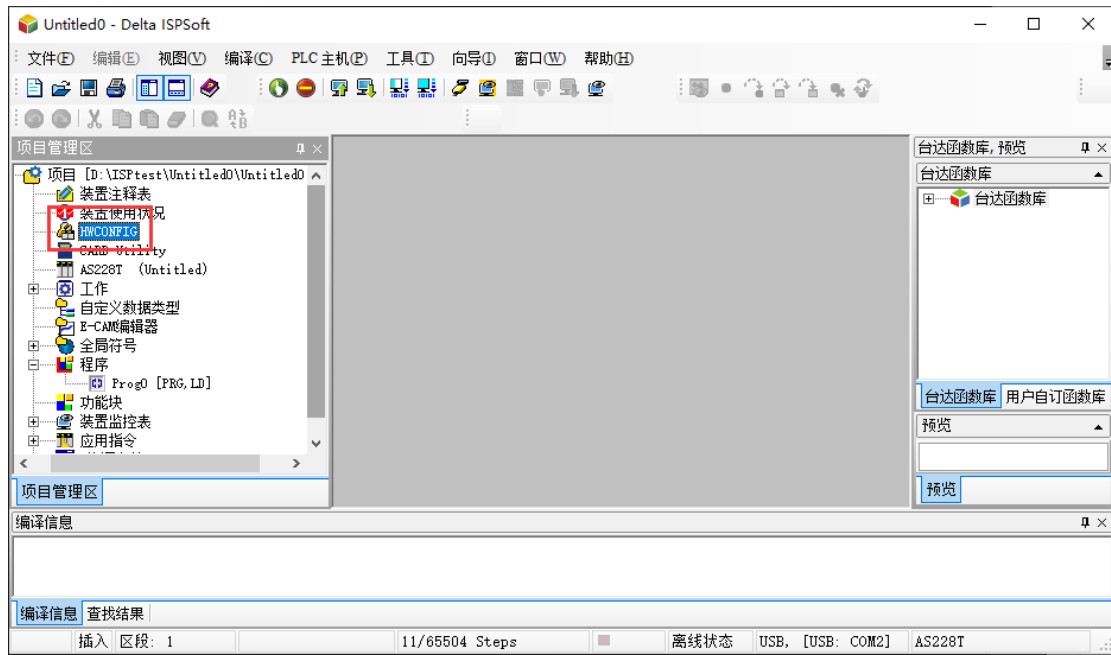 Untitled0 - Delta ISPSoft
文件(F) 编辑(E) 视图(V) 编译(C) PLC 主机(P) 工具(T) 向导(I) 窗口(W) 帮助(H)
项目管理区
项目 [D:\ISPtest\Untitled0\Untitled0
装置注释表
装置使用状况
HWCONFIG
CARD Utility
AS228T (Untitled)
工作
自定义数据类型
E-CAM编辑器
全局符号
程序
Prog0 [PRG,LD]
功能块
装置监控表
应用指令
项目管理区
台达函数库, 预览
台达函数库
台达函数库
台达函数库 用户自订函数库
预览
预览
编译信息
编译信息 查找结果
插入 区段: 1 11/65504 Steps 离线状态 USB, [USB: COM2] AS228T